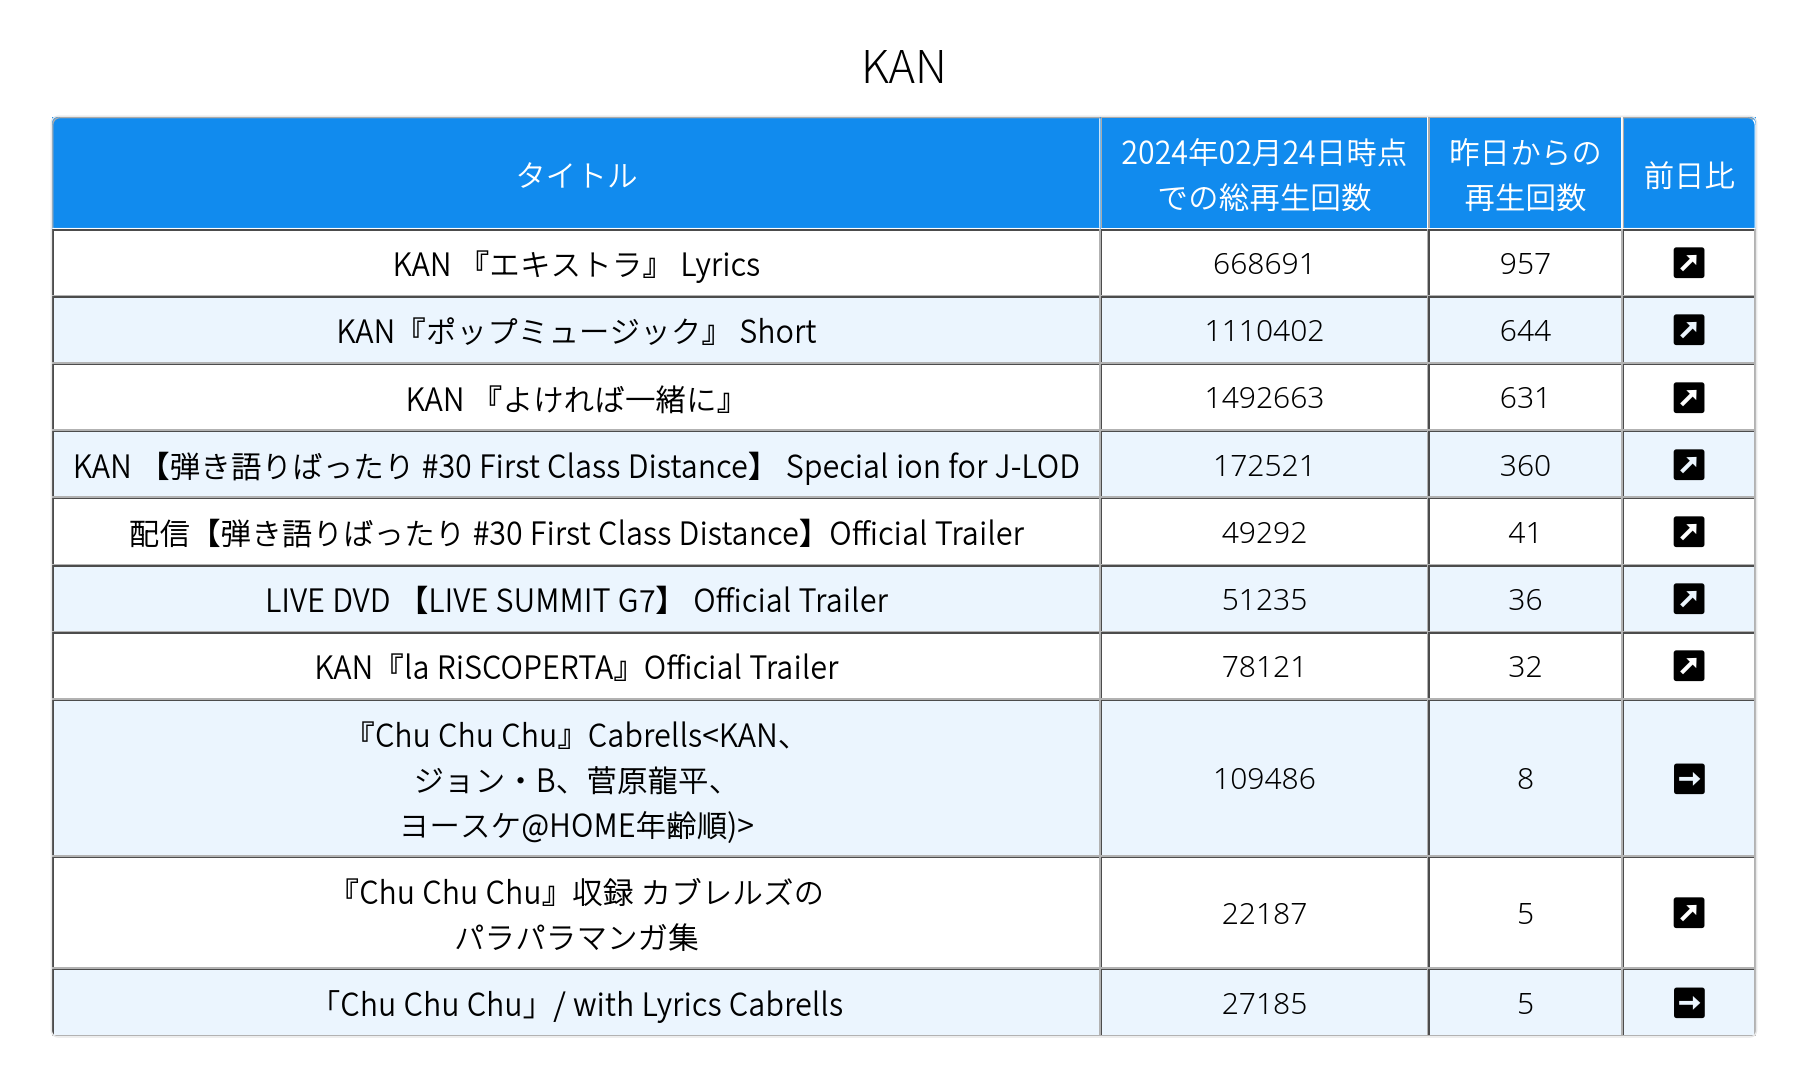 KAN
タイトル
2024年02月24日時点
での総再生回数
昨日からの
再生回数
前日比
KAN 『エキストラ』 Lyrics
668691
957
KAN『ポップミュージック』 Short
1110402
644
KAN 『よければ一緒に』
1492663
631
KAN 【弾き語りばったり #30 First Class Distance】 Special ion for J-LOD
172521
360
配信【弾き語りばったり #30 First Class Distance】Official Trailer
49292
41
LIVE DVD 【LIVE SUMMIT G7】 Official Trailer
51235
36
KAN『la RiSCOPERTA』Official Trailer
78121
32
『Chu Chu Chu』Cabrells<KAN、
ジョン・B、菅原龍平、
ヨースケ@HOME年齢順)>
109486
8
『Chu Chu Chu』収録 カブレルズの
パラパラマンガ集
22187
5
「Chu Chu Chu」/ with Lyrics Cabrells
27185
5